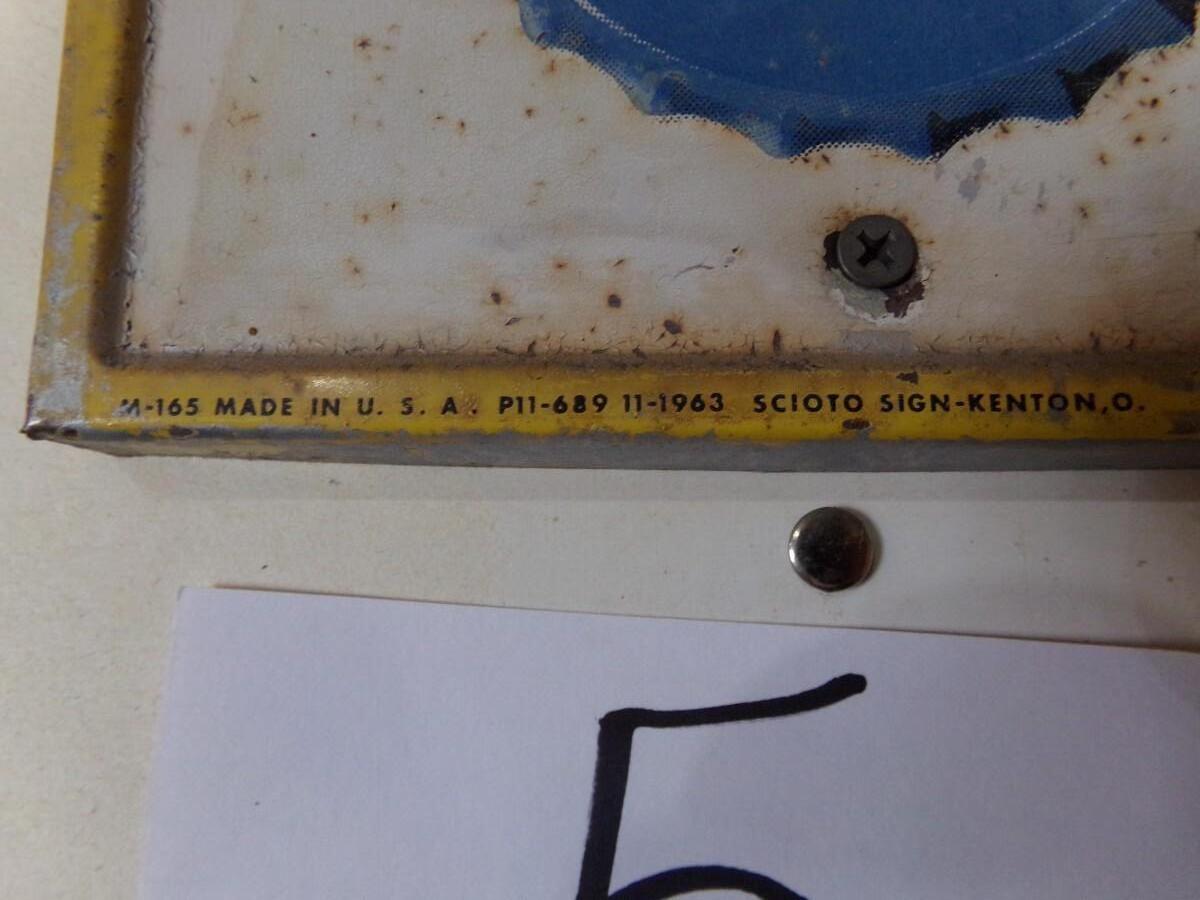 M-165 MADE IN U. S. A. P11-689 11-1963 SCIOTO SIGN-KENTON, O.
5